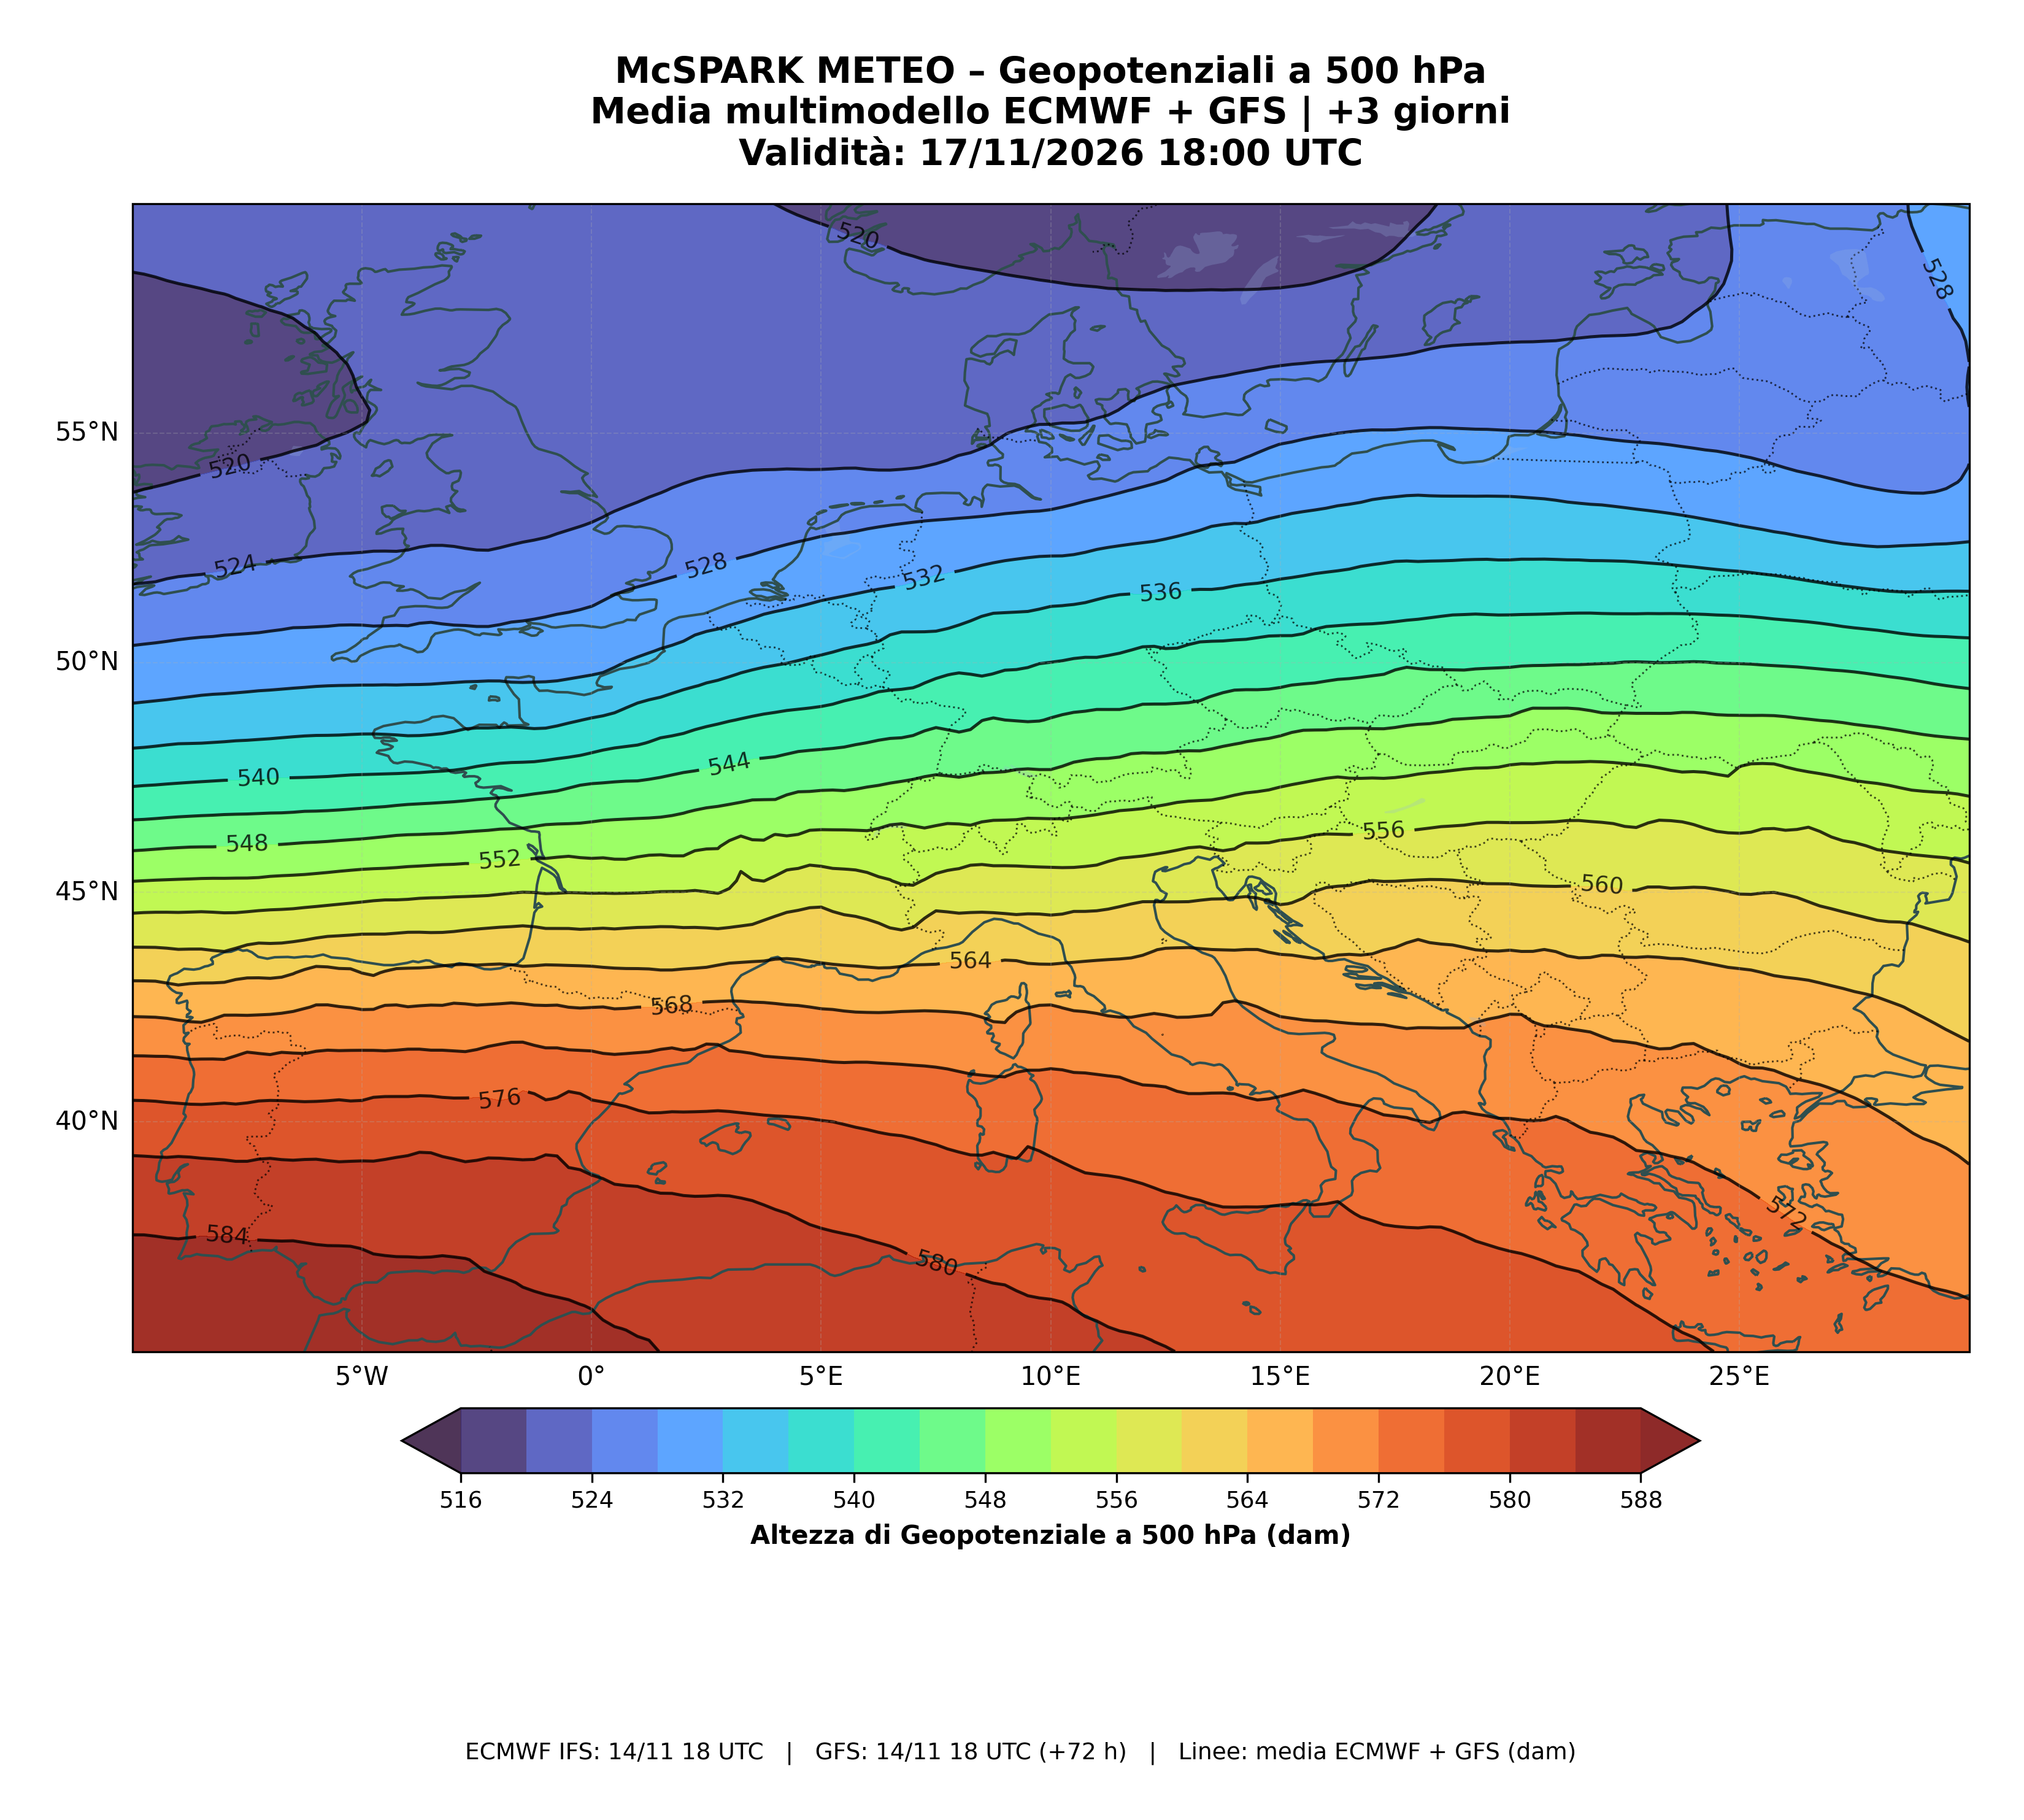 McSPARK METEO – Geopotenziali a 500 hPa
Media multimodello ECMWF + GFS | +3 giorni
Validità: 17/11/2026 18:00 UTC
520
528
55°N
520
524
528
532
536
50°N
540
544
548
552
556
45°N
560
564
568
576
40°N
572
584
580
5°W 0° 5°E 10°E 15°E 20°E 25°E
516 524 532 540 548 556 564 572 580 588
Altezza di Geopotenziale a 500 hPa (dam)
ECMWF IFS: 14/11 18 UTC | GFS: 14/11 18 UTC (+72 h) | Linee: media ECMWF + GFS (dam)